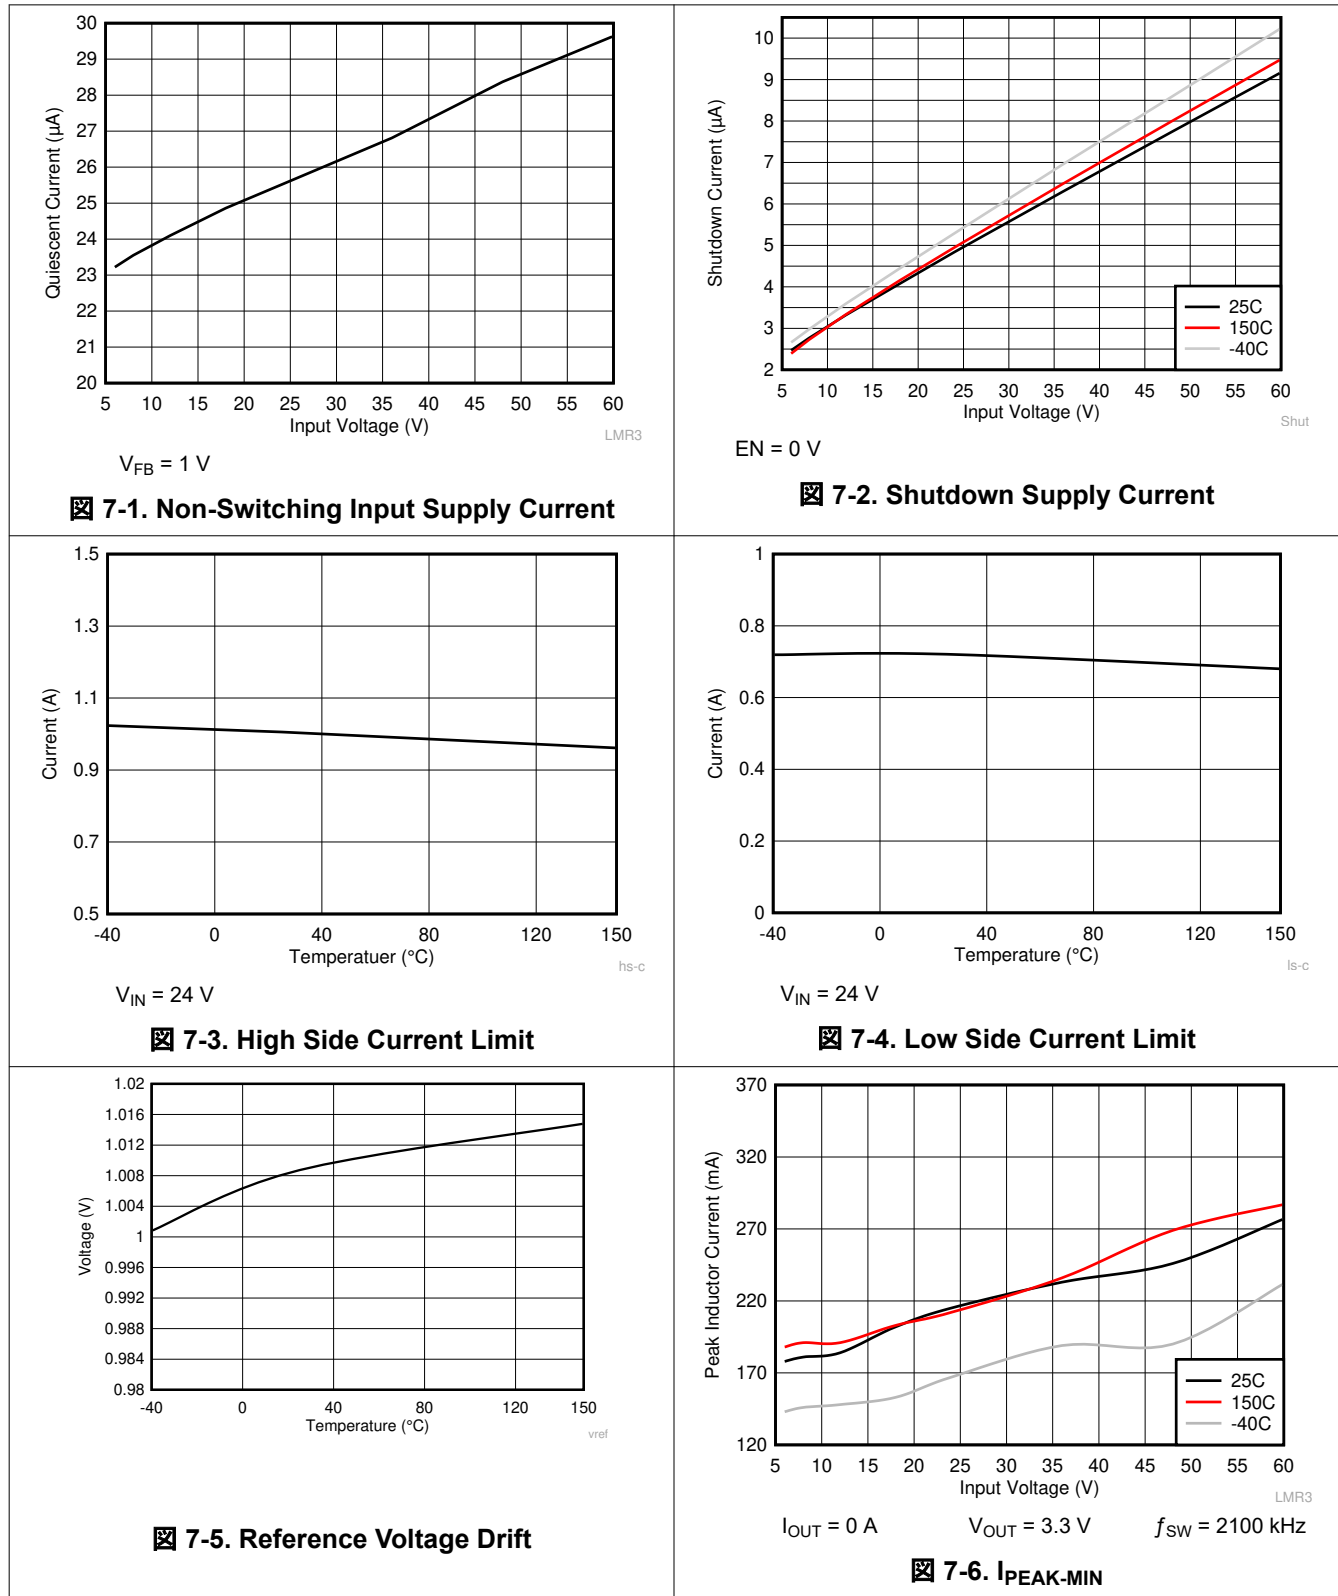 30
29
28
27
26
25
24
23
22
21
20
Quiescent Current (µA)
5 10 15 20 25 30 35 40 45 50 55 60
Input Voltage (V)
LMR3
V_FB = 1 V
図 7-1. Non-Switching Input Supply Current
10
9
8
7
6
5
4
3
2
Shutdown Current (µA)
25C
150C
-40C
5 10 15 20 25 30 35 40 45 50 55 60
Input Voltage (V)
Shut
EN = 0 V
図 7-2. Shutdown Supply Current
1.5
1.3
1.1
0.9
0.7
0.5
Current (A)
-40 0 40 80 120 150
Temperatuer (°C)
hs-c
V_IN = 24 V
図 7-3. High Side Current Limit
1
0.8
0.6
0.4
0.2
0
Current (A)
-40 0 40 80 120 150
Temperature (°C)
ls-c
V_IN = 24 V
図 7-4. Low Side Current Limit
1.02
1.016
1.012
1.008
1.004
1
0.996
0.992
0.988
0.984
0.98
Voltage (V)
-40 0 40 80 120 150
Temperature (°C)
vref
図 7-5. Reference Voltage Drift
370
320
270
220
170
120
Peak Inductor Current (mA)
25C
150C
-40C
5 10 15 20 25 30 35 40 45 50 55 60
Input Voltage (V)
LMR3
I_OUT = 0 A V_OUT = 3.3 V f_SW = 2100 kHz
図 7-6. I_PEAK-MIN